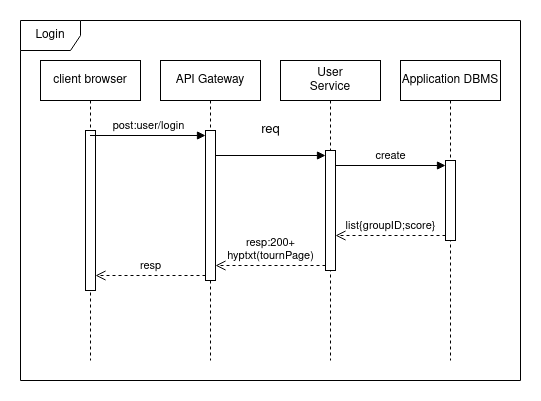 Login
client browser
API Gateway
User
Service
Application DBMS
post:user/login
req
create
list{groupID;score}
resp:200+
hyptxt(tournPage)
resp